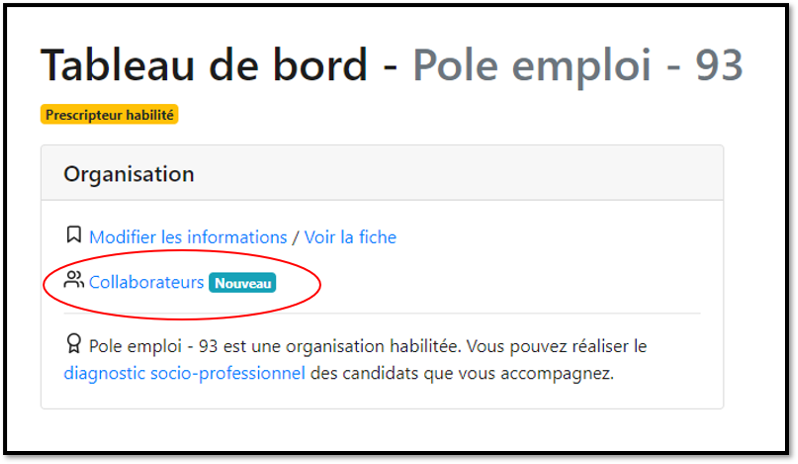 Tableau de bord - Pole emploi - 93
Prescripteur habilité
Organisation
Modifier les informations / Voir la fiche
Collaborateurs Nouveau
Pole emploi - 93 est une organisation habilitée. Vous pouvez réaliser le
diagnostic socio-professionnel des candidats que vous accompagnez.